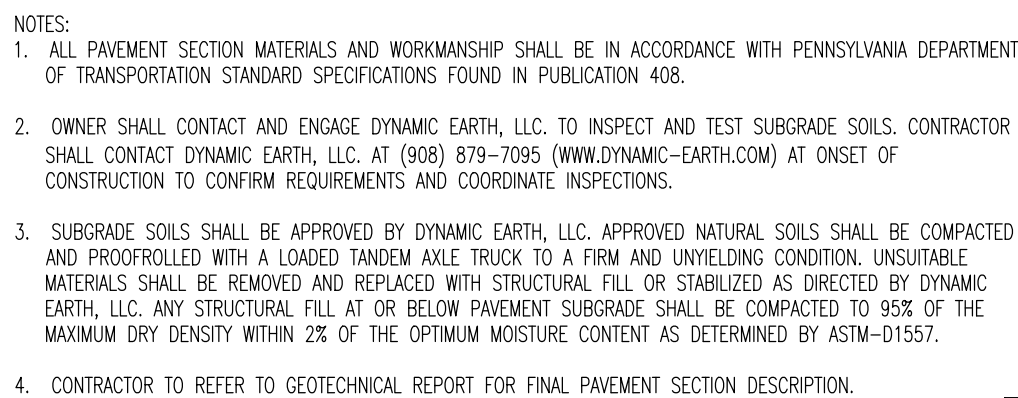 NOTES:
1. ALL PAVEMENT SECTION MATERIALS AND WORKMANSHIP SHALL BE IN ACCORDANCE WITH PENNSYLVANIA DEPARTMENT
OF TRANSPORTATION STANDARD SPECIFICATIONS FOUND IN PUBLICATION 408.
2. OWNER SHALL CONTACT AND ENGAGE DYNAMIC EARTH, LLC. TO INSPECT AND TEST SUBGRADE SOILS. CONTRACTOR
SHALL CONTACT DYNAMIC EARTH, LLC. AT (908) 879-7095 (WWW.DYNAMIC-EARTH.COM) AT ONSET OF
CONSTRUCTION TO CONFIRM REQUIREMENTS AND COORDINATE INSPECTIONS.
3. SUBGRADE SOILS SHALL BE APPROVED BY DYNAMIC EARTH, LLC. APPROVED NATURAL SOILS SHALL BE COMPACTED
AND PROOFROLLED WITH A LOADED TANDEM AXLE TRUCK TO A FIRM AND UNYIELDING CONDITION. UNSUITABLE
MATERIALS SHALL BE REMOVED AND REPLACED WITH STRUCTURAL FILL OR STABILIZED AS DIRECTED BY DYNAMIC
EARTH, LLC. ANY STRUCTURAL FILL AT OR BELOW PAVEMENT SUBGRADE SHALL BE COMPACTED TO 95% OF THE
MAXIMUM DRY DENSITY WITHIN 2% OF THE OPTIMUM MOISTURE CONTENT AS DETERMINED BY ASTM-D1557.
4. CONTRACTOR TO REFER TO GEOTECHNICAL REPORT FOR FINAL PAVEMENT SECTION DESCRIPTION.